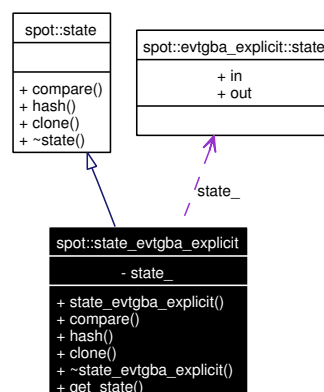 spot::state
+ compare()
+ hash()
+ clone()
+ ~state()
spot::evtgba_explicit::state
+ in
+ out
state_
spot::state_evtgba_explicit
- state_
+ state_evtgba_explicit()
+ compare()
+ hash()
+ clone()
+ ~state_evtgba_explicit()
+ get_state()